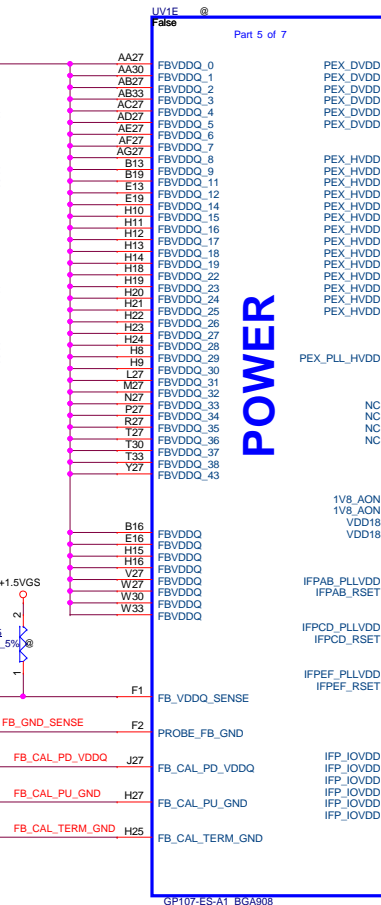 UV1E @
False
Part 5 of 7
AA27 FBVDDQ_0 PEX_DVDD
AA30 FBVDDQ_1 PEX_DVDD
AB27 FBVDDQ_2 PEX_DVDD
AB33 FBVDDQ_3 PEX_DVDD
AC27 FBVDDQ_4 PEX_DVDD
AD27 FBVDDQ_5 PEX_DVDD
AE27 FBVDDQ_6
AF27 FBVDDQ_7
AG27 FBVDDQ_8 PEX_HVDD
B13 FBVDDQ_9 PEX_HVDD
B19 FBVDDQ_11 PEX_HVDD
E13 FBVDDQ_12 PEX_HVDD
E19 FBVDDQ_14 PEX_HVDD
H10 FBVDDQ_15 PEX_HVDD
H11 FBVDDQ_16 PEX_HVDD
H12 FBVDDQ_17 PEX_HVDD
H13 FBVDDQ_18 PEX_HVDD
H14 FBVDDQ_19 PEX_HVDD
H18 FBVDDQ_22 PEX_HVDD
H19 FBVDDQ_23 PEX_HVDD
H20 FBVDDQ_24 PEX_HVDD
H21 FBVDDQ_25 PEX_HVDD
H22 FBVDDQ_26
H23 FBVDDQ_27
H24 FBVDDQ_28
H8 FBVDDQ_29 PEX_PLL_HVDD
H9 FBVDDQ_30
L27 FBVDDQ_31
M27 FBVDDQ_32
N27 FBVDDQ_33 NC
P27 FBVDDQ_34 NC
R27 FBVDDQ_35 NC
T27 FBVDDQ_36 NC
T30 FBVDDQ_37
T33 FBVDDQ_38
Y27 FBVDDQ_43
POWER
1V8_AON
1V8_AON
VDD18
B16 FBVDDQ VDD18
E16 FBVDDQ
H15 FBVDDQ
H16 FBVDDQ
V27 FBVDDQ IFPAB_PLLVDD
W27 FBVDDQ IFPAB_RSET
W30 FBVDDQ
W33 FBVDDQ
+1.5VGS
2
_5% @
1
IFPCD_PLLVDD
IFPCD_RSET
IFPEF_PLLVDD
IFPEF_RSET
F1 FB_VDDQ_SENSE
FB_GND_SENSE F2 PROBE_FB_GND
FB_CAL_PD_VDDQ J27 FB_CAL_PD_VDDQ
FB_CAL_PU_GND H27 FB_CAL_PU_GND
FB_CAL_TERM_GND H25 FB_CAL_TERM_GND
IFP_IOVDD
IFP_IOVDD
IFP_IOVDD
IFP_IOVDD
IFP_IOVDD
IFP_IOVDD
GP107-ES-A1_BGA908